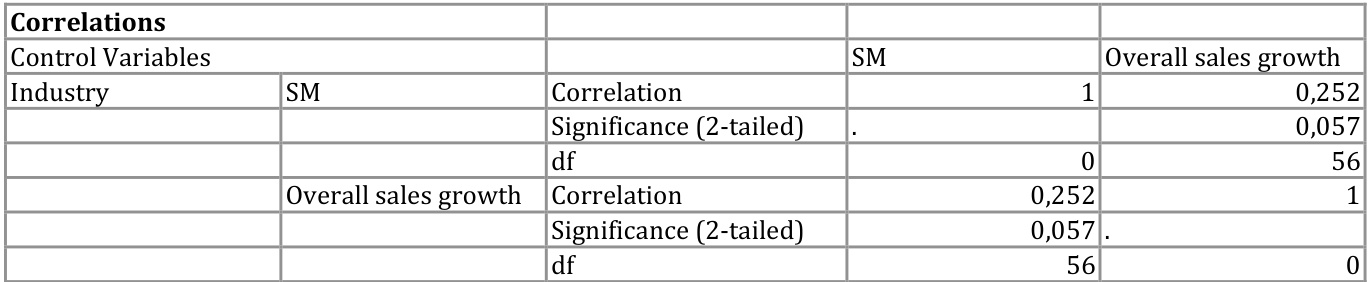 Correlations
Control Variables SM Overall sales growth
Industry SM Correlation 1 0,252
Significance (2-tailed) . 0,057
df 0 56
Overall sales growth Correlation 0,252 1
Significance (2-tailed) 0,057 .
df 56 0